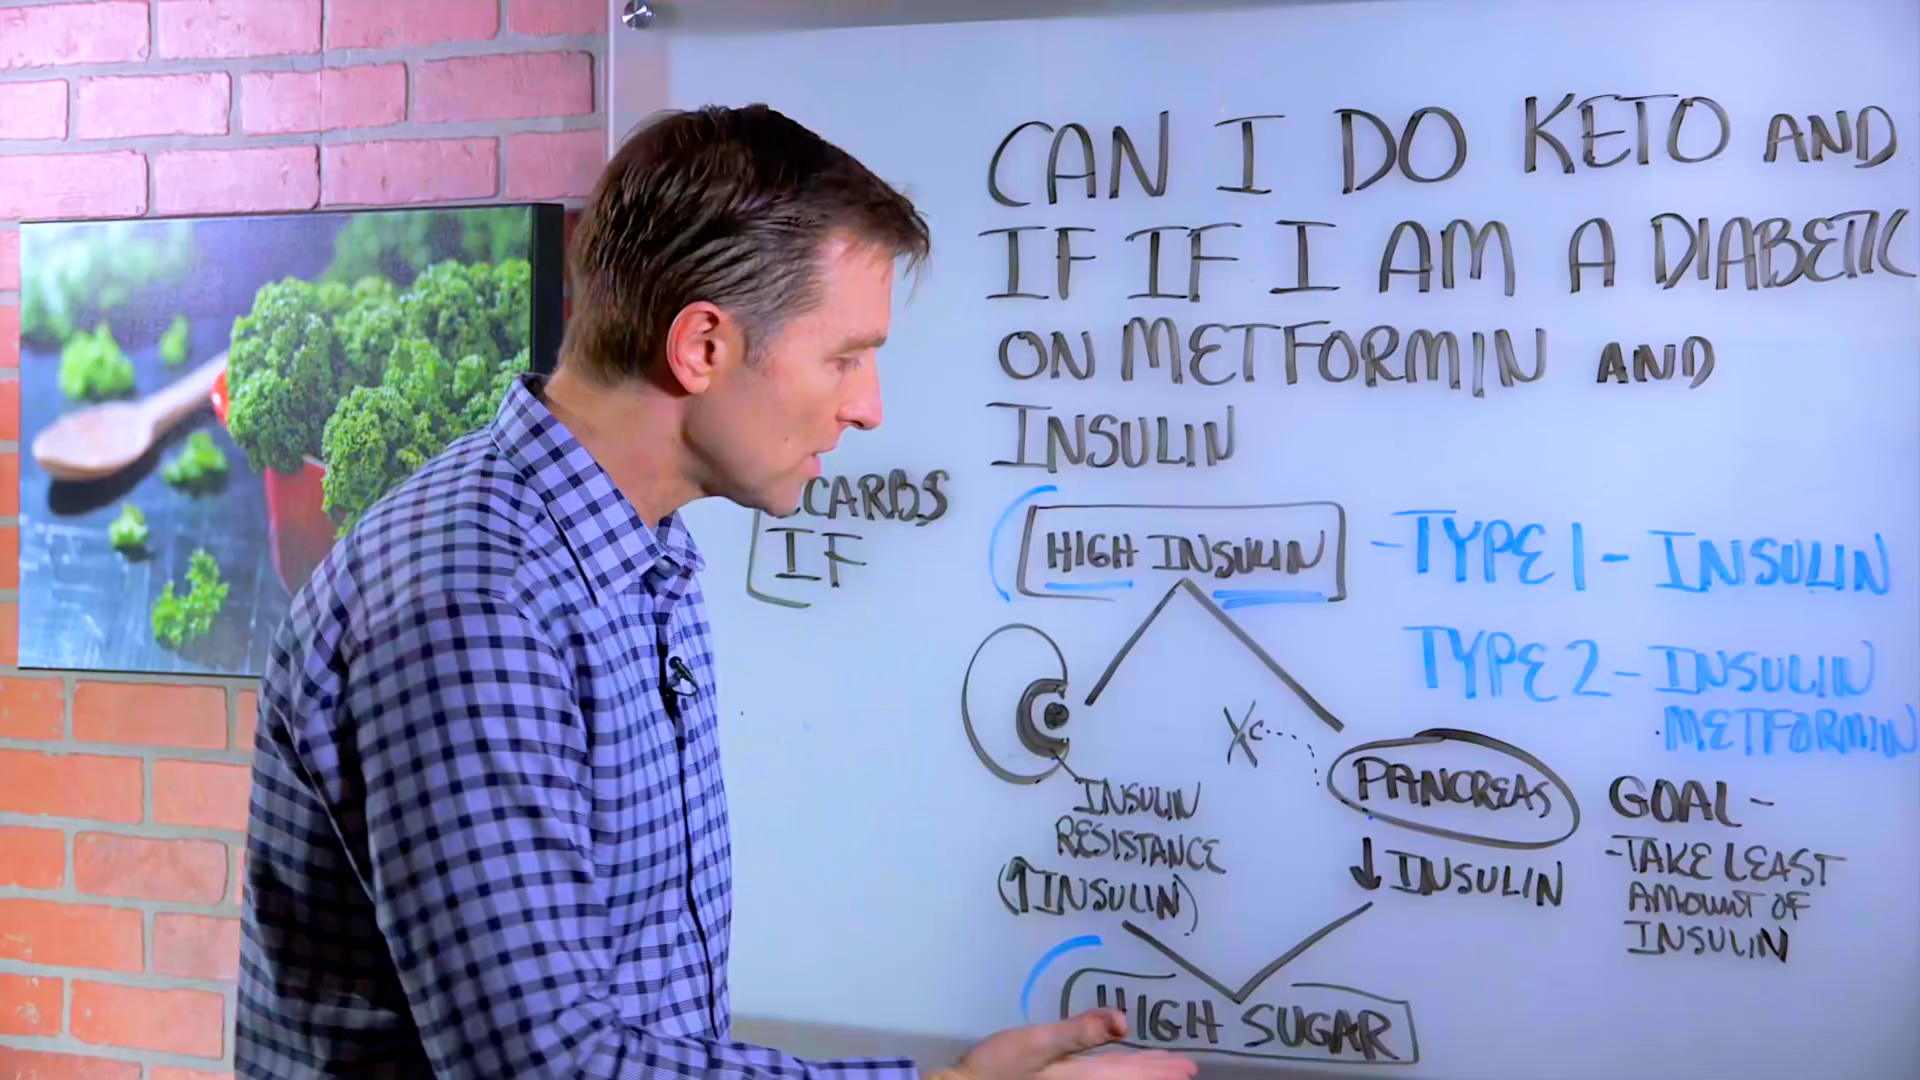 CAN I DO KETO AND
IF IF I AM A DIABETIC
ON METFORMIN AND
INSULIN
CARBS
IF
HIGH INSULIN
- TYPE 1 - INSULIN
TYPE 2 - INSULIN
· METFORMIN
C
X C
PANCREAS
INSULIN
RESISTANCE
(↑INSULIN)
↓ INSULIN
GOAL -
- TAKE LEAST
AMOUNT OF
INSULIN
HIGH SUGAR